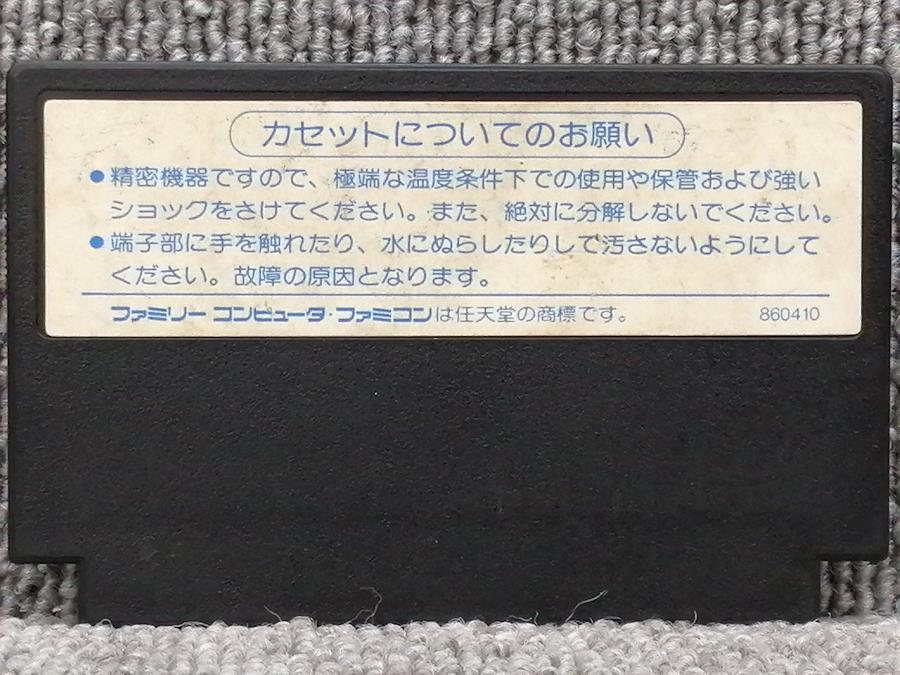 カセットについてのお願い
●精密機器ですので、極端な温度条件下での使用や保管および強い
ショックをさけてください。また、絶対に分解しないでください。
●端子部に手を触れたり、水にぬらしたりして汚さないようにして
ください。故障の原因となります。
ファミリー コンピュータ・ファミコンは任天堂の商標です。 860410